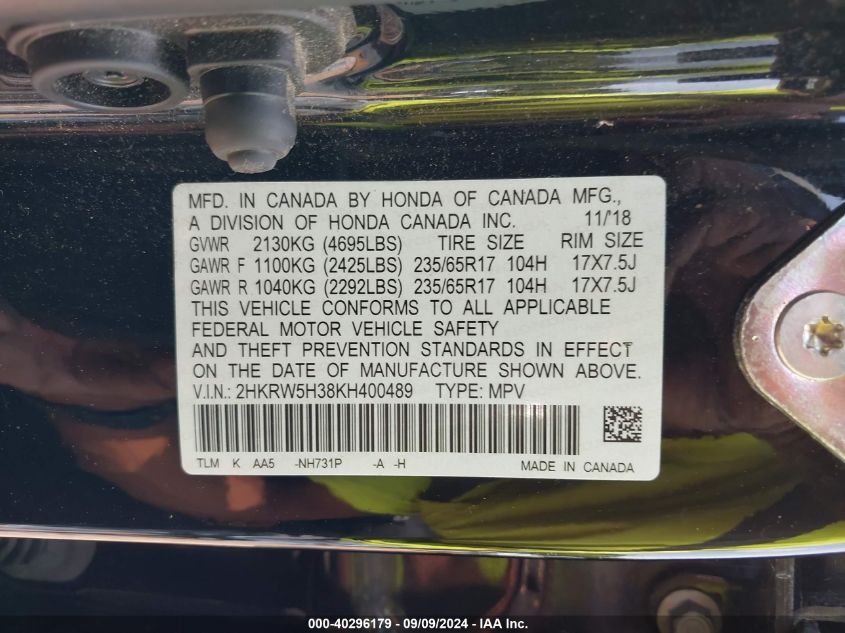 MFD. IN CANADA BY HONDA OF CANADA MFG.,
A DIVISION OF HONDA CANADA INC. 11/18
GVWR 2130KG (4695LBS) TIRE SIZE RIM SIZE
GAWR F 1100KG (2425LBS) 235/65R17 104H 17X7.5J
GAWR R 1040KG (2292LBS) 235/65R17 104H 17X7.5J
THIS VEHICLE CONFORMS TO ALL APPLICABLE
FEDERAL MOTOR VEHICLE SAFETY
AND THEFT PREVENTION STANDARDS IN EFFECT
ON THE DATE OF MANUFACTURE SHOWN ABOVE.
V.I.N.: 2HKRW5H38KH400489 TYPE: MPV
TLM K AA5 -NH731P -A -H MADE IN CANADA
000-40296179 - 09/09/2024 - IAA Inc.